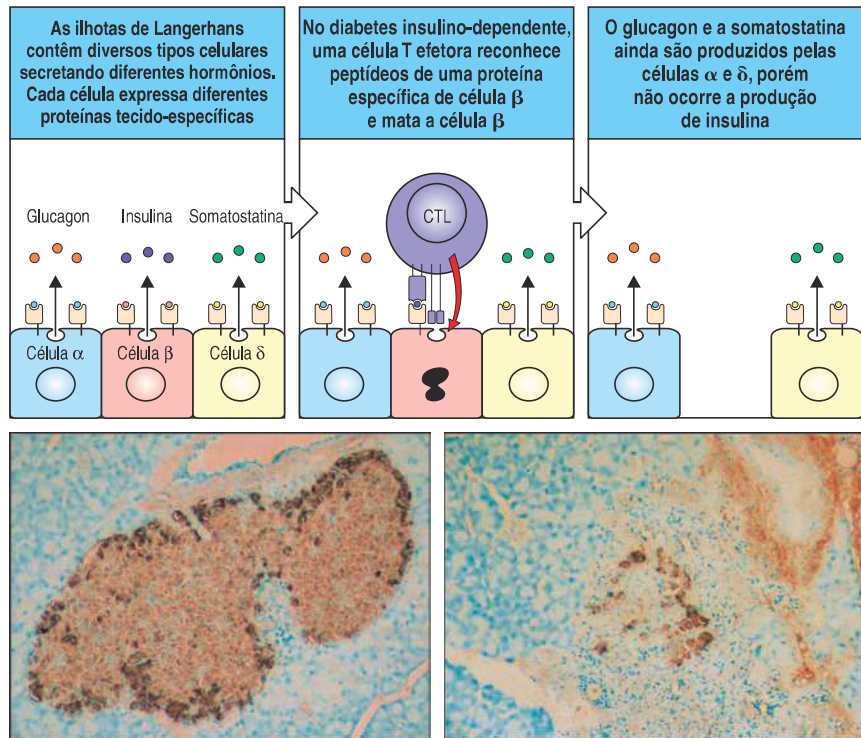 As ilhotas de Langerhans
contêm diversos tipos celulares
secretando diferentes hormônios.
Cada célula expressa diferentes
proteínas tecido-específicas
No diabetes insulino-dependente,
uma célula T efetora reconhece
peptídeos de uma proteína
específica de célula β
e mata a célula β
O glucagon e a somatostatina
ainda são produzidos pelas
células α e δ, porém
não ocorre a produção
de insulina
Glucagon
Insulina
Somatostatina
Célula α
Célula β
Célula δ
CTL